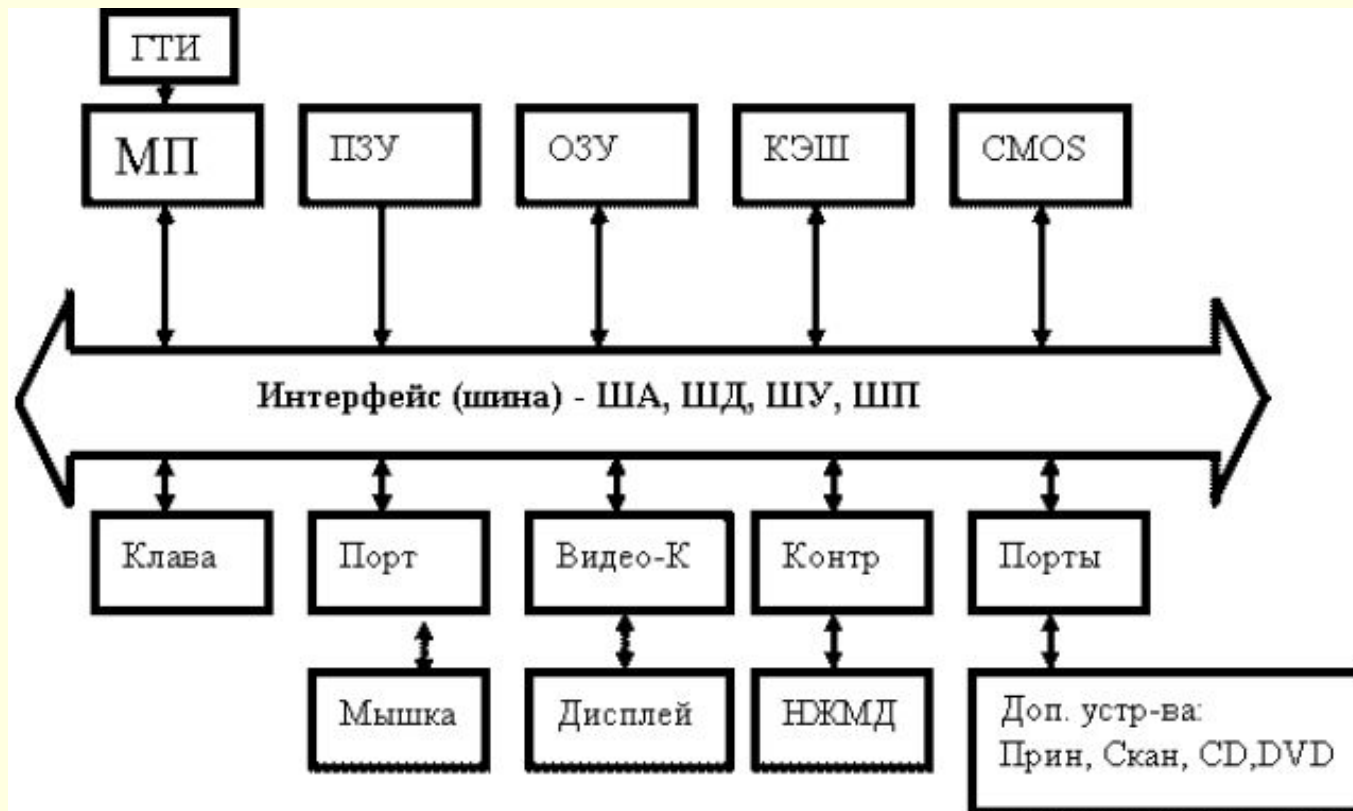 ГТИ
МП
ПЗУ
ОЗУ
КЭШ
CMOS
Интерфейс (шина) - ША, ШД, ШУ, ШП
Клава
Порт
Видео-К
Контр
Порты
Мышка
Дисплей
НЖМД
Доп. устр-ва:
Прин, Скан, CD,DVD